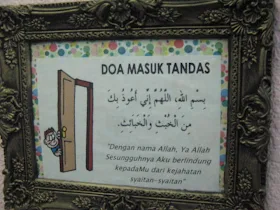 DOA MASUK TANDAS
بِسْمِ اللهِ، اللَّهُمَّ إِنِّي أَعُوذُ بِكَ
مِنَ الْخُبُثِ وَالْخَبَائِثِ.
"Dengan nama Allah, Ya Allah
Sesungguhnya Aku berlindung
kepadaMu dari kejahatan
syaitan-syaitan"